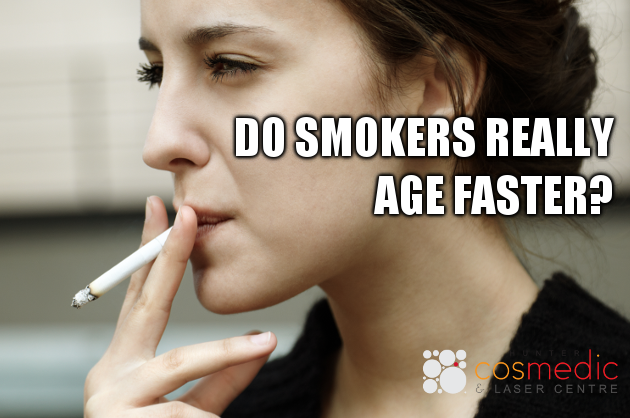 DO SMOKERS REALLY
AGE FASTER?
cosmedic
& LASER CENTRE